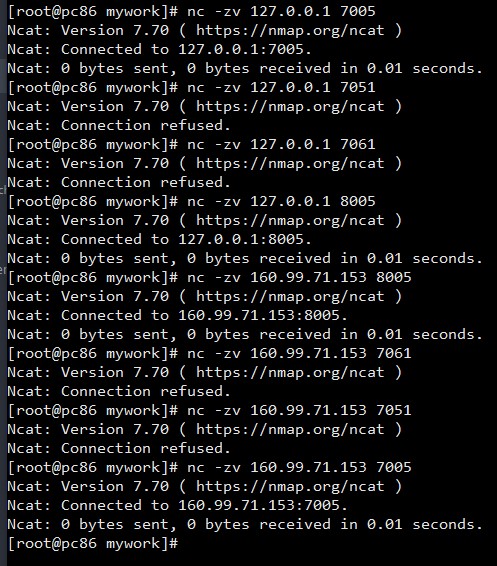 [root@pc86 mywork]# nc -zv 127.0.0.1 7005
Ncat: Version 7.70 ( https://nmap.org/ncat )
Ncat: Connected to 127.0.0.1:7005.
Ncat: 0 bytes sent, 0 bytes received in 0.01 seconds.
[root@pc86 mywork]# nc -zv 127.0.0.1 7051
Ncat: Version 7.70 ( https://nmap.org/ncat )
Ncat: Connection refused.
[root@pc86 mywork]# nc -zv 127.0.0.1 7061
Ncat: Version 7.70 ( https://nmap.org/ncat )
Ncat: Connection refused.
[root@pc86 mywork]# nc -zv 127.0.0.1 8005
Ncat: Version 7.70 ( https://nmap.org/ncat )
Ncat: Connected to 127.0.0.1:8005.
Ncat: 0 bytes sent, 0 bytes received in 0.01 seconds.
[root@pc86 mywork]# nc -zv 160.99.71.153 8005
Ncat: Version 7.70 ( https://nmap.org/ncat )
Ncat: Connected to 160.99.71.153:8005.
Ncat: 0 bytes sent, 0 bytes received in 0.01 seconds.
[root@pc86 mywork]# nc -zv 160.99.71.153 7061
Ncat: Version 7.70 ( https://nmap.org/ncat )
Ncat: Connection refused.
[root@pc86 mywork]# nc -zv 160.99.71.153 7051
Ncat: Version 7.70 ( https://nmap.org/ncat )
Ncat: Connection refused.
[root@pc86 mywork]# nc -zv 160.99.71.153 7005
Ncat: Version 7.70 ( https://nmap.org/ncat )
Ncat: Connected to 160.99.71.153:7005.
Ncat: 0 bytes sent, 0 bytes received in 0.01 seconds.
[root@pc86 mywork]#